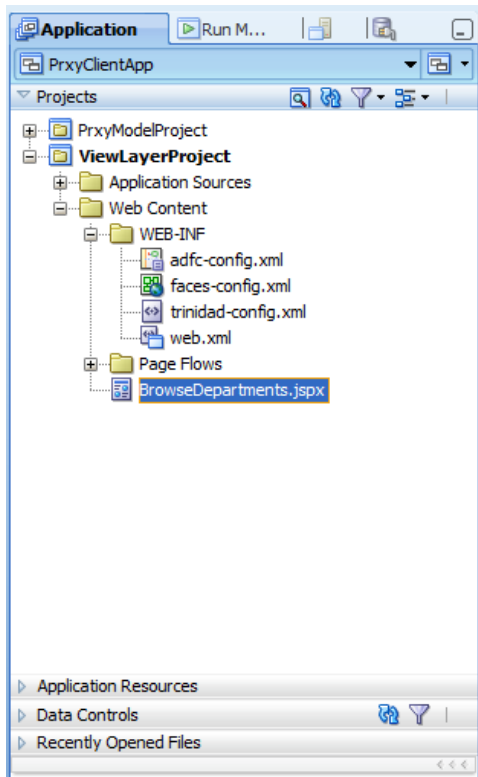 Application Run M...
PrxyClientApp
Projects
PrxyModelProject
ViewLayerProject
Application Sources
Web Content
WEB-INF
adfc-config.xml
faces-config.xml
trinidad-config.xml
web.xml
Page Flows
BrowseDepartments.jspx
Application Resources
Data Controls
Recently Opened Files